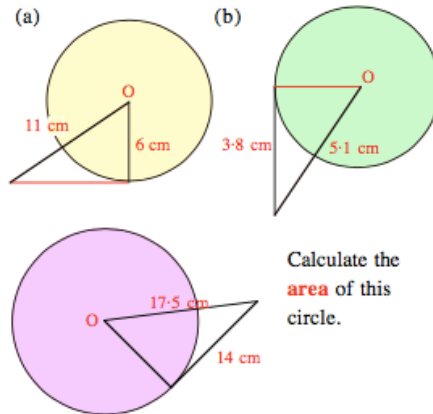 (a)
(b)
O
O
11 cm
6 cm
3·8 cm
5·1 cm
17·5 cm
O
14 cm
Calculate the
area of this
circle.